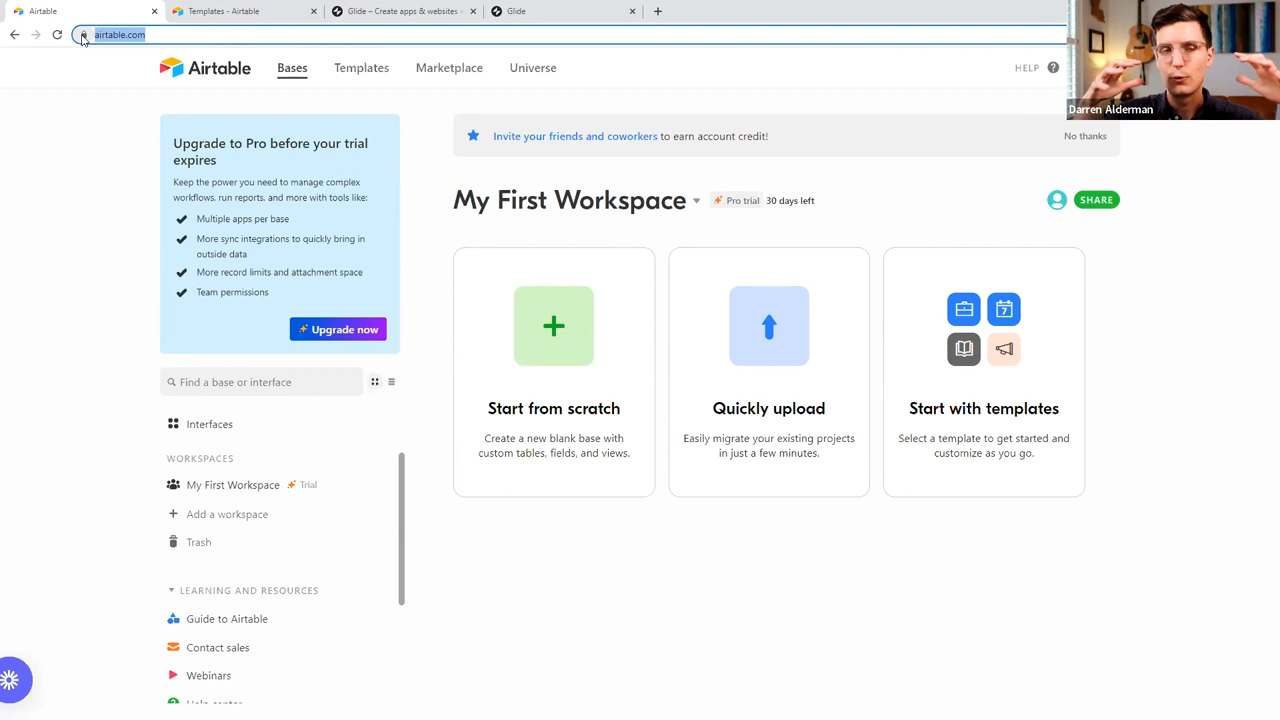 Airtable
Templates - Airtable
Glide – Create apps & websites
Glide
airtable.com
Darren Alderman
Airtable
Bases
Templates
Marketplace
Universe
HELP
Upgrade to Pro before your trial
expires
Keep the power you need to manage complex
workflows, run reports, and more with tools like:
Multiple apps per base
More sync integrations to quickly bring in
outside data
More record limits and attachment space
Team permissions
Upgrade now
Invite your friends and coworkers to earn account credit!
No thanks
My First Workspace
Pro trial
30 days left
SHARE
Find a base or interface
Interfaces
WORKSPACES
My First Workspace
Trial
Add a workspace
Trash
LEARNING AND RESOURCES
Guide to Airtable
Contact sales
Webinars
Help center
Start from scratch
Create a new blank base with
custom tables, fields, and views.
Quickly upload
Easily migrate your existing projects
in just a few minutes.
7
Start with templates
Select a template to get started and
customize as you go.